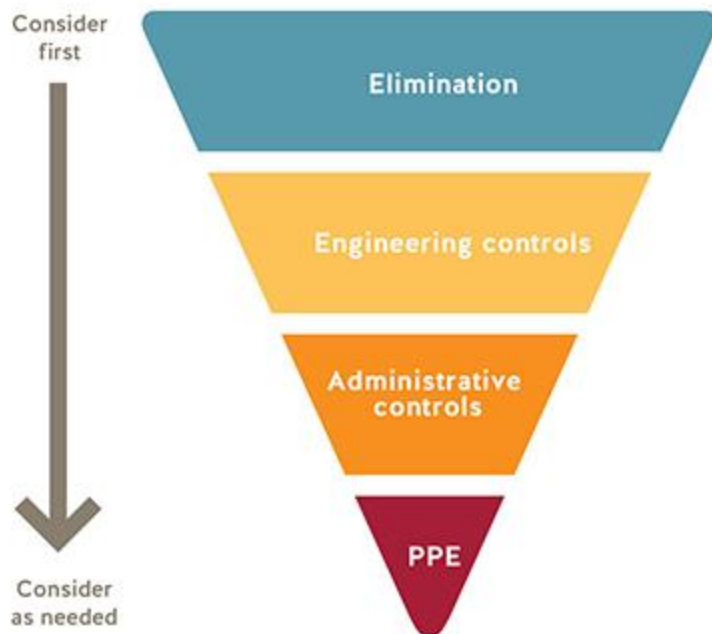 Consider
first
Elimination
Engineering controls
Administrative
controls
PPE
Consider
as needed